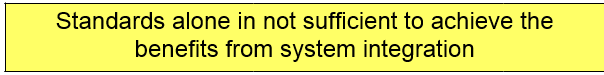 Standards alone in not sufficient to achieve the
benefits from system integration